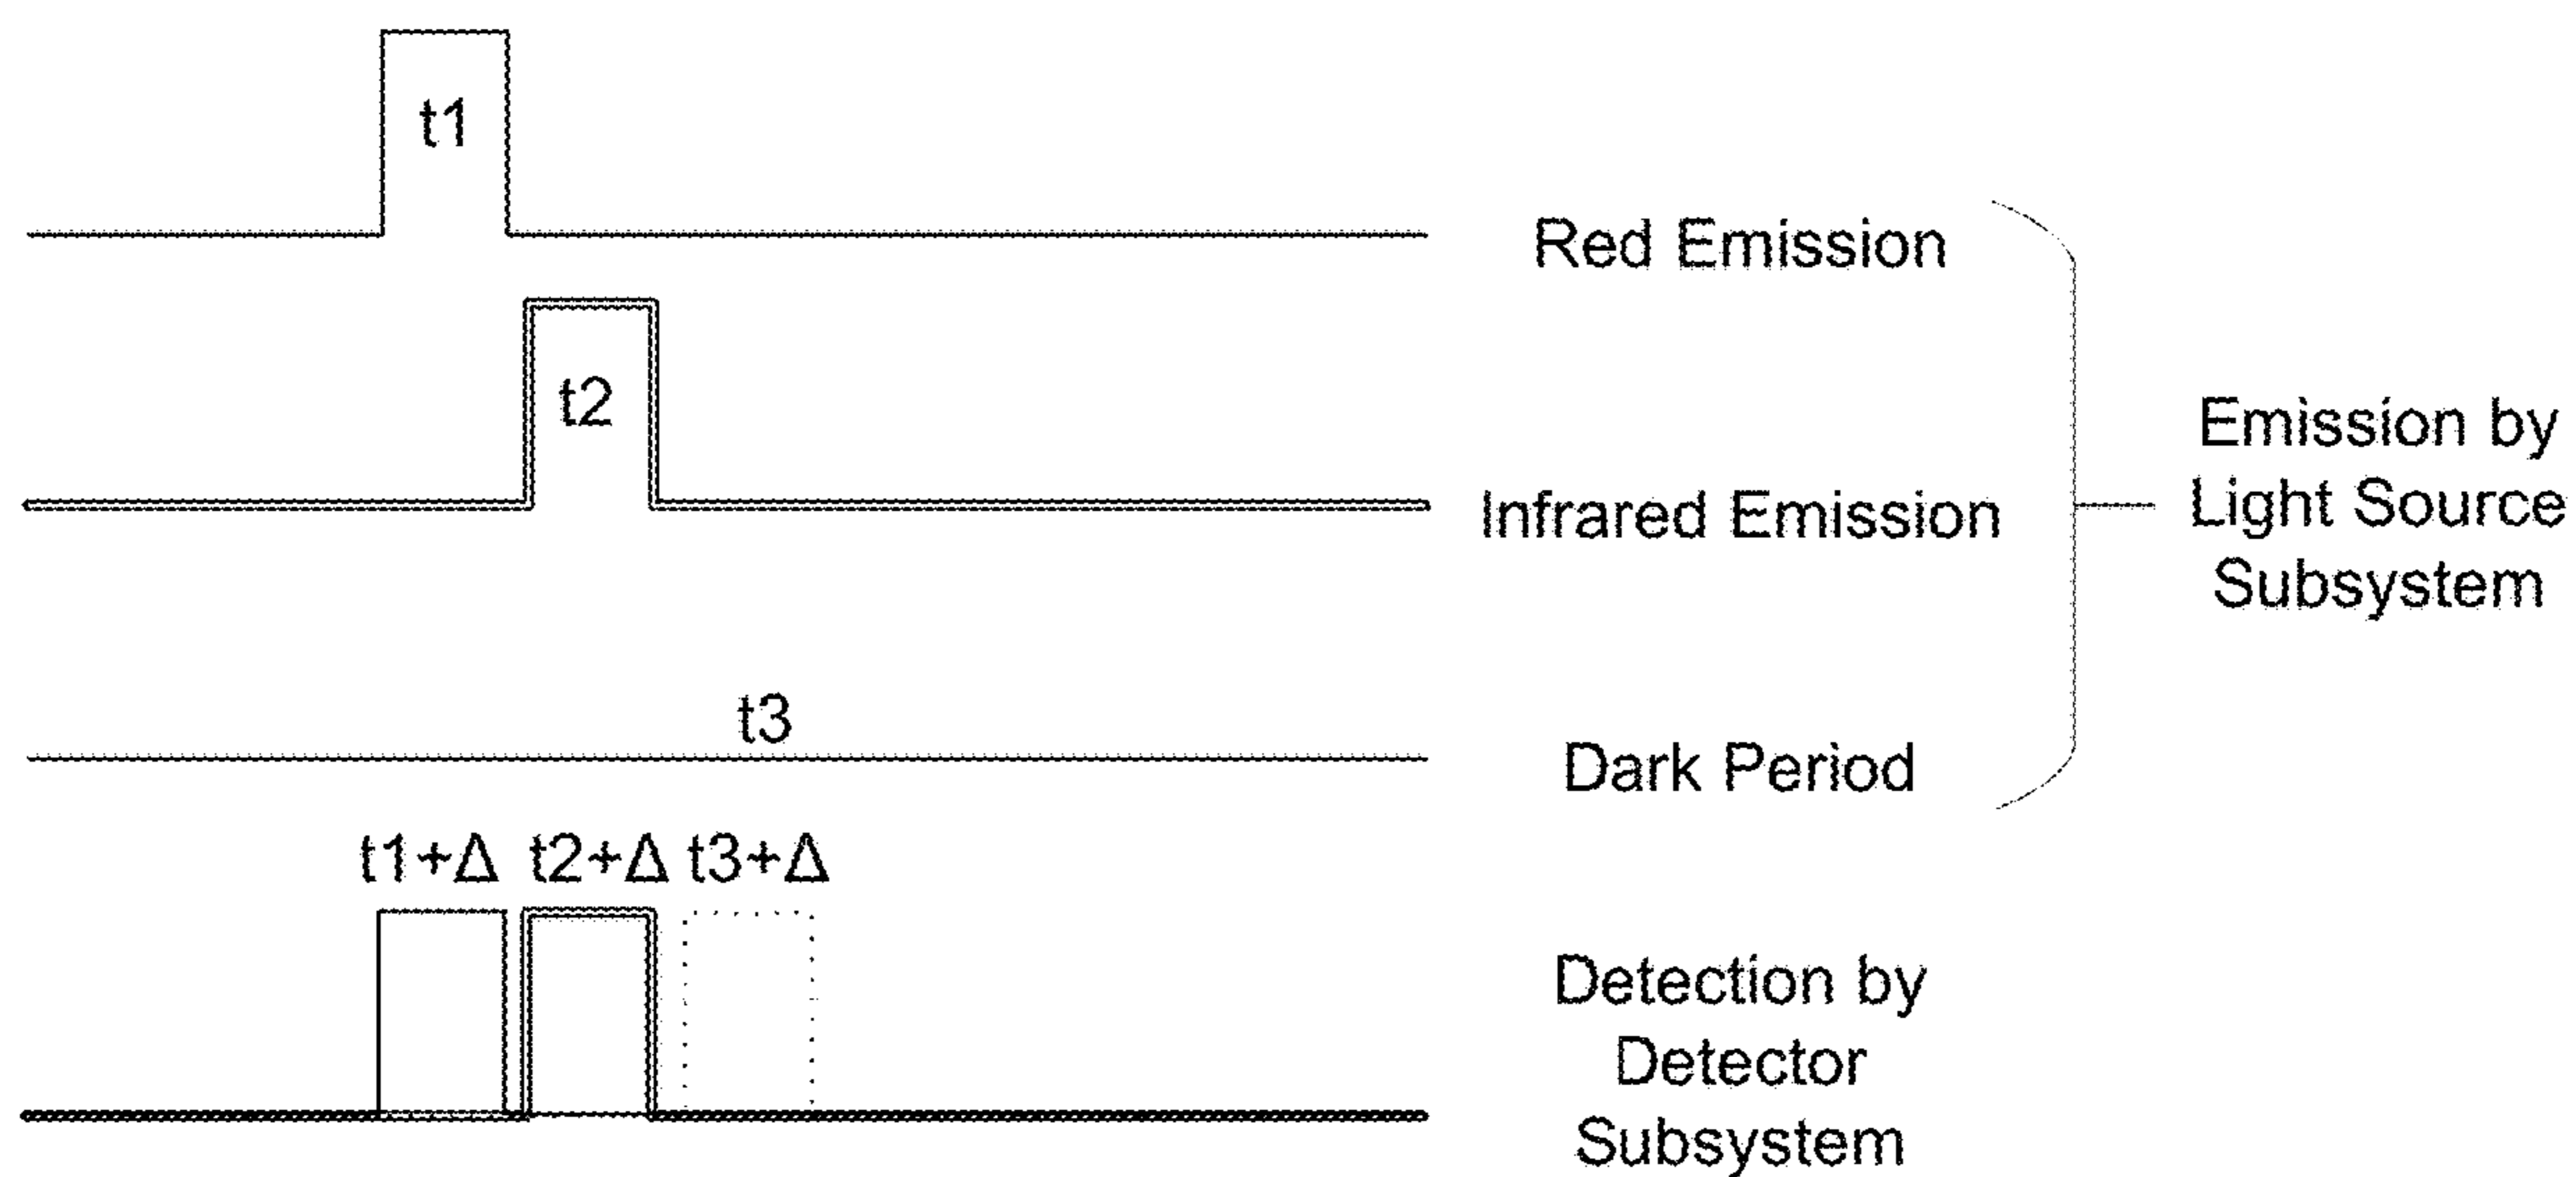 t1
Red Emission
t2
Infrared Emission
Emission by
Light Source
Subsystem
t3
Dark Period
t1+Δ t2+Δ t3+Δ
Detection by
Detector
Subsystem